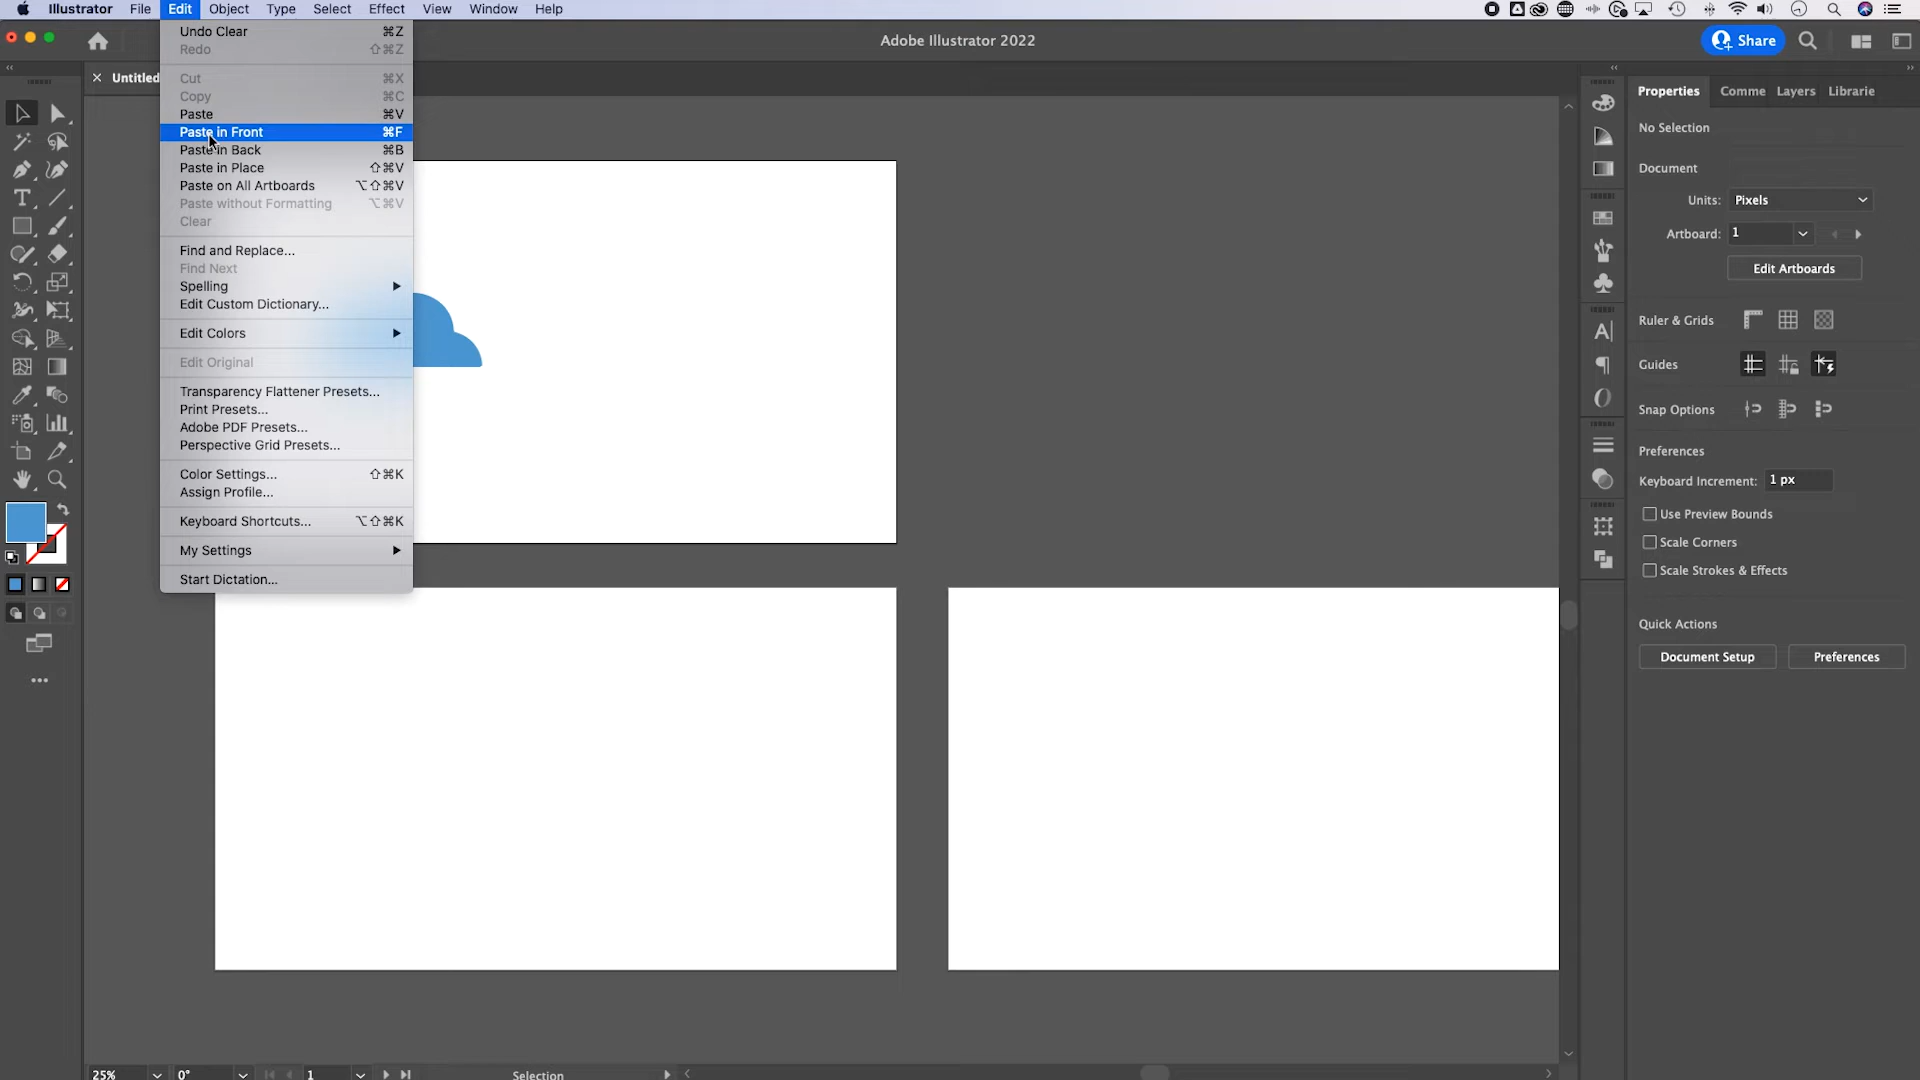 Illustrator File Edit Object Type Select Effect View Window Help
Adobe Illustrator 2022
Share
Untitled
Undo Clear ⌘Z
Redo ⇧⌘Z
Cut ⌘X
Copy ⌘C
Paste ⌘V
Paste in Front ⌘F
Paste in Back ⌘B
Paste in Place ⇧⌘V
Paste on All Artboards ⌥⇧⌘V
Paste without Formatting ⌥⌘V
Clear
Find and Replace...
Find Next
Spelling
Edit Custom Dictionary...
Edit Colors
Edit Original
Transparency Flattener Presets...
Print Presets...
Adobe PDF Presets...
Perspective Grid Presets...
Color Settings... ⇧⌘K
Assign Profile...
Keyboard Shortcuts... ⌥⇧⌘K
My Settings
Start Dictation...
Properties Comme Layers Librarie
No Selection
Document
Units: Pixels
Artboard: 1
Edit Artboards
Ruler & Grids
Guides
Snap Options
Preferences
Keyboard Increment: 1 px
Use Preview Bounds
Scale Corners
Scale Strokes & Effects
Quick Actions
Document Setup Preferences
25% 0° 1 Selection